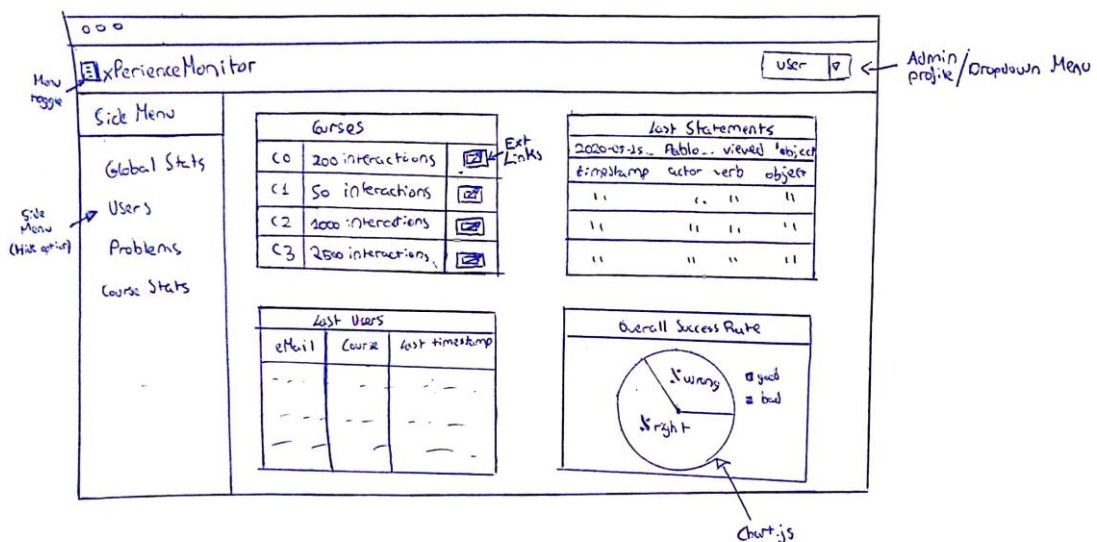 xPerienceMonitor
user
Admin profile/Dropdown Menu
Menu toggle
Side Menu
Global Stats
Users
Problems
Course Stats
Side Menu (Hide option)
Courses
C0 200 interactions
C1 50 interactions
C2 1000 interactions
C3 2500 interactions
Ext Links
Last Statements
2020-05-15_ Pablo_.. viewed "object
timestamp actor verb object
" " " "
" " " "
" " " "
Last Users
eMail Course Last timestamp
Overall Success Rate
% wrong
% right
good
bad
Chart.js